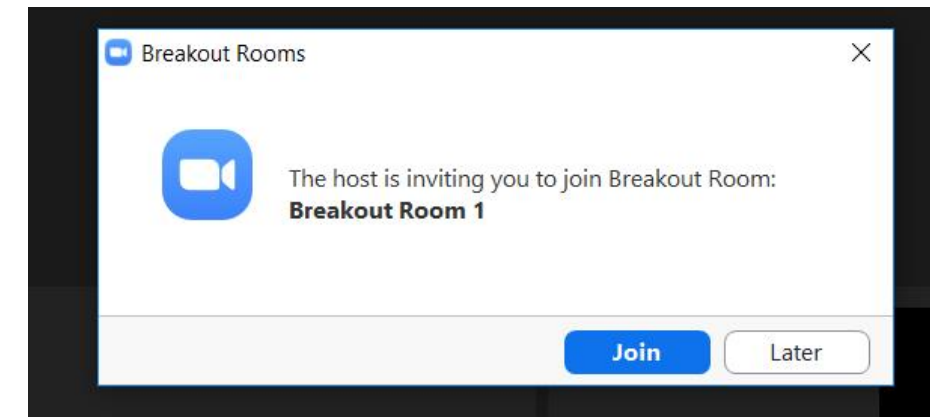 Breakout Rooms
The host is inviting you to join Breakout Room:
Breakout Room 1
Join
Later